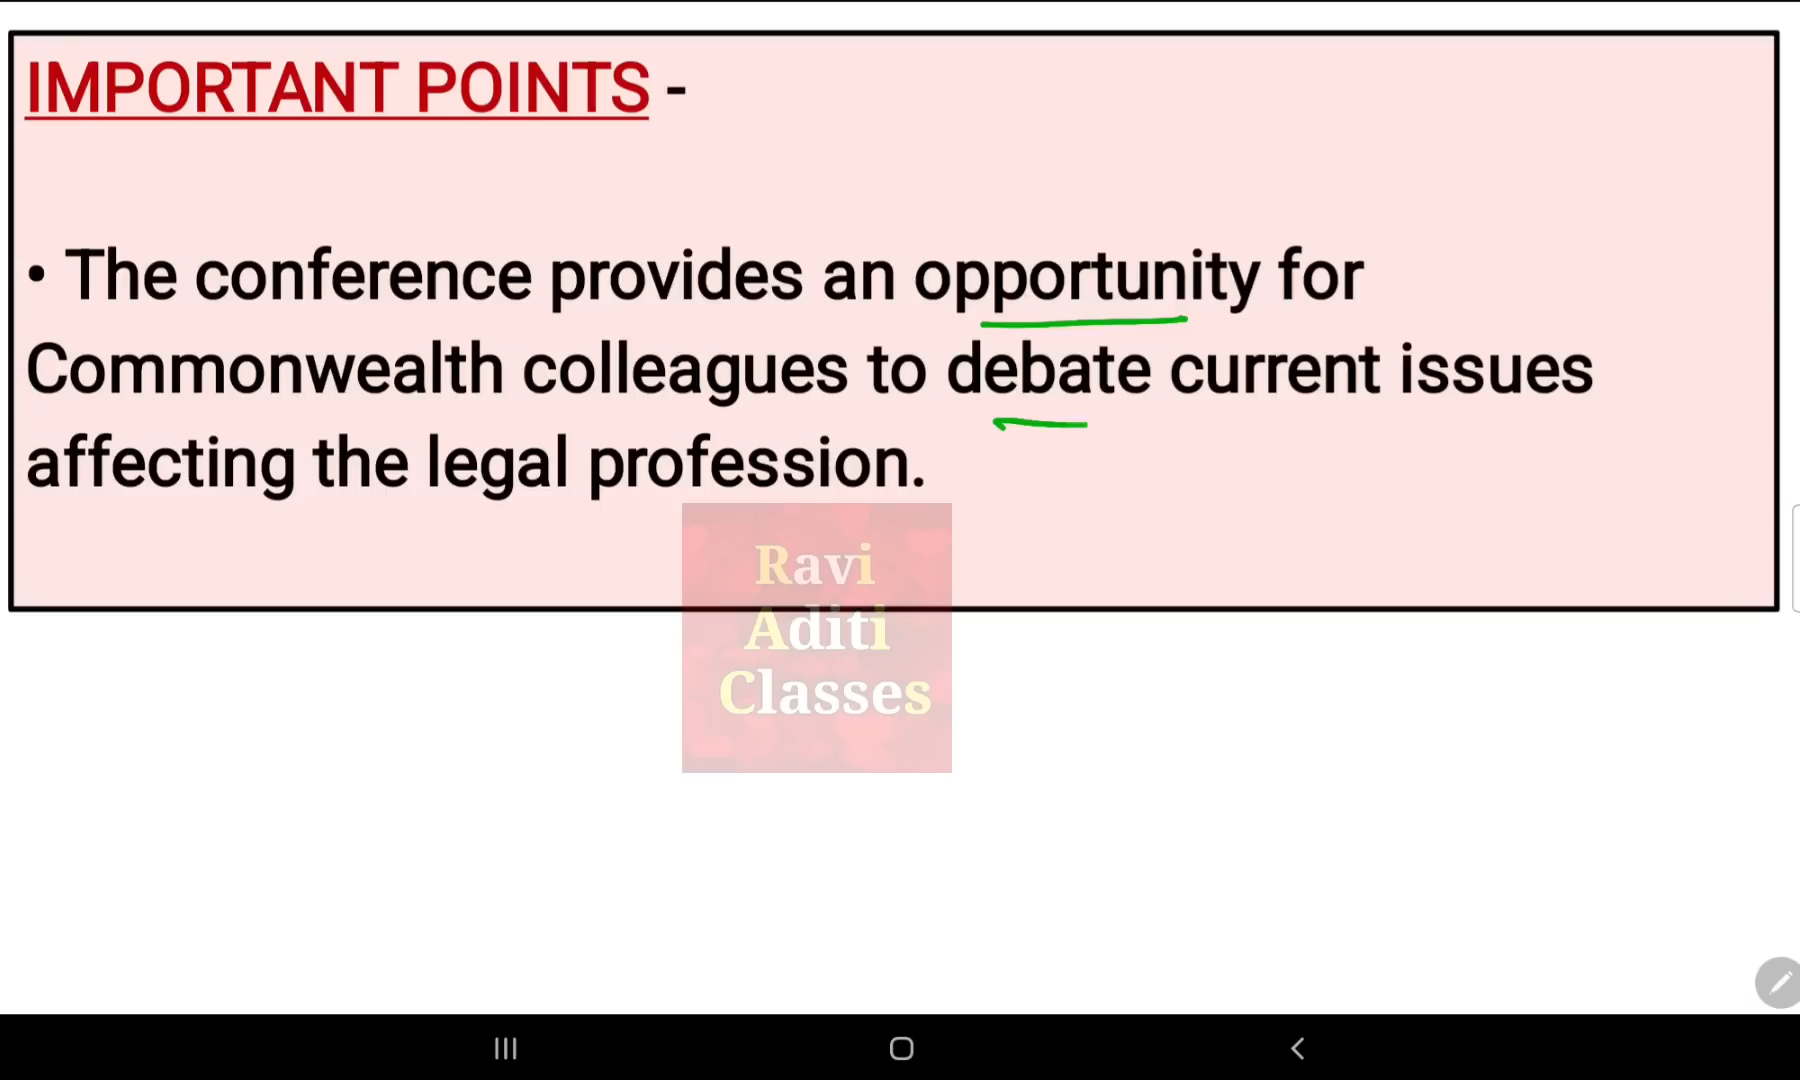 IMPORTANT POINTS -
• The conference provides an opportunity for
Commonwealth colleagues to debate current issues
affecting the legal profession.
Ravi
Aditi
Classes